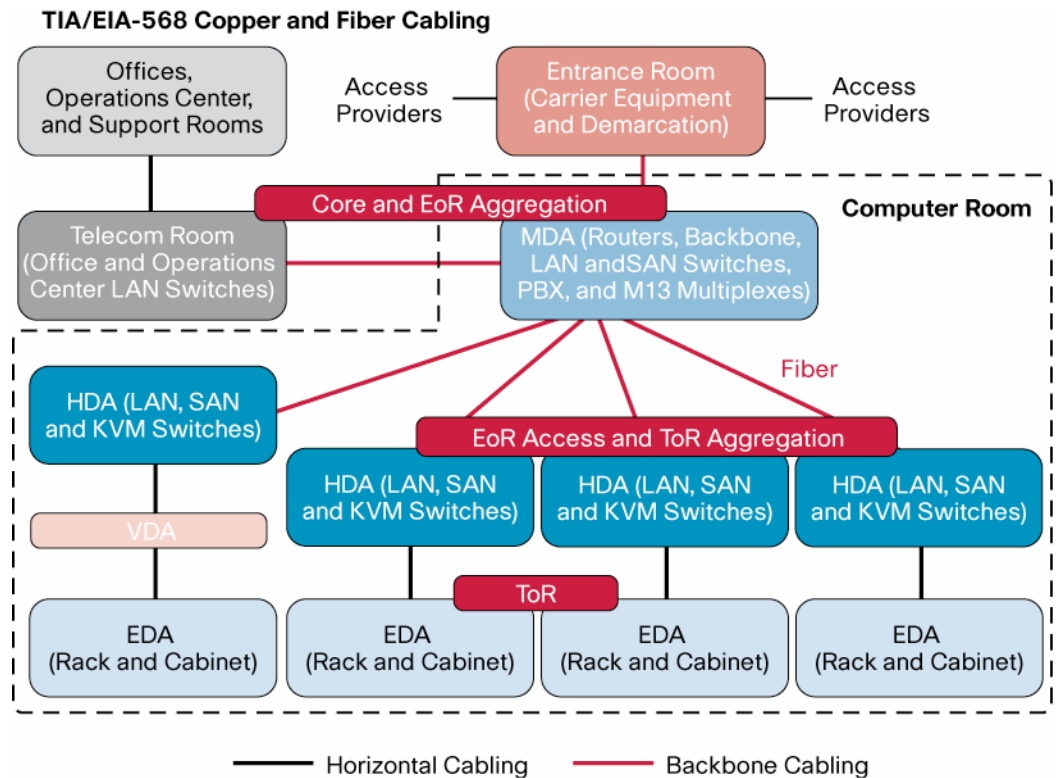 TIA/EIA-568 Copper and Fiber Cabling
Offices,
Operations Center,
and Support Rooms
Access
Providers
Entrance Room
(Carrier Equipment
and Demarcation)
Access
Providers
Core and EoR Aggregation
Computer Room
Telecom Room
(Office and Operations
Center LAN Switches)
MDA (Routers, Backbone,
LAN andSAN Switches,
PBX, and M13 Multiplexes)
Fiber
HDA (LAN, SAN
and KVM Switches)
EoR Access and ToR Aggregation
HDA (LAN, SAN
and KVM Switches)
HDA (LAN, SAN
and KVM Switches)
HDA (LAN, SAN
and KVM Switches)
VDA
ToR
EDA
(Rack and Cabinet)
EDA
(Rack and Cabinet)
EDA
(Rack and Cabinet)
EDA
(Rack and Cabinet)
Horizontal Cabling
Backbone Cabling